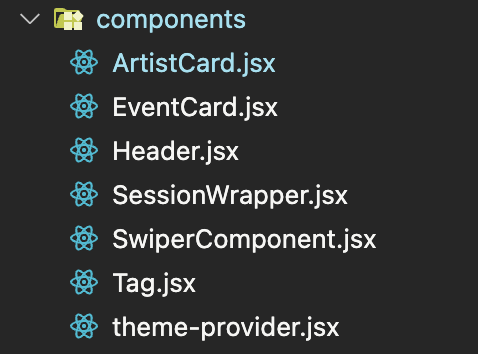 components
ArtistCard.jsx
EventCard.jsx
Header.jsx
SessionWrapper.jsx
SwiperComponent.jsx
Tag.jsx
theme-provider.jsx